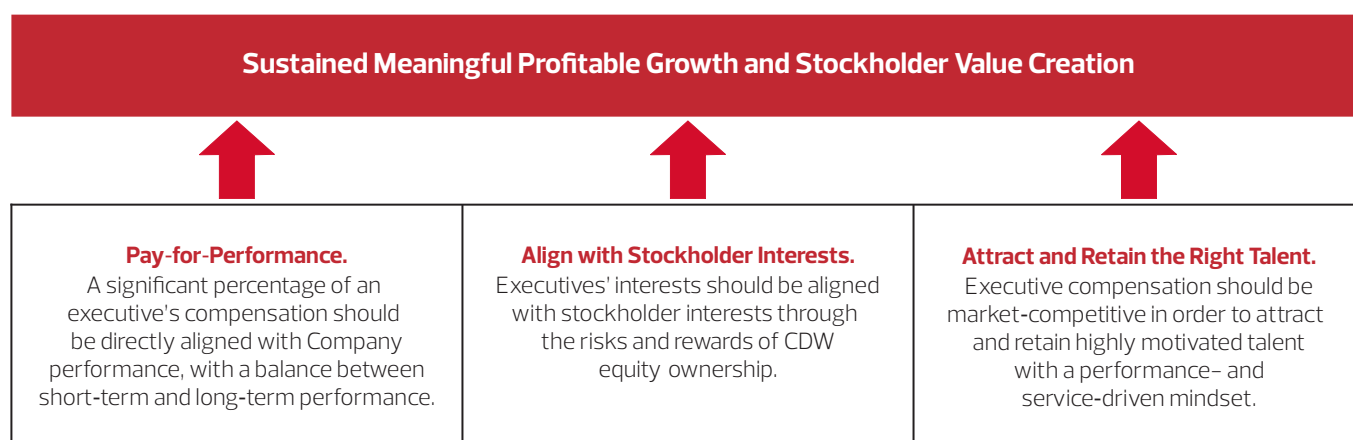 Sustained Meaningful Profitable Growth and Stockholder Value Creation
Pay-for-Performance.
A significant percentage of an
executive's compensation should
be directly aligned with Company
performance, with a balance between
short-term and long-term performance.
Align with Stockholder Interests.
Executives' interests should be aligned
with stockholder interests through
the risks and rewards of CDW
equity ownership.
Attract and Retain the Right Talent.
Executive compensation should be
market-competitive in order to attract
and retain highly motivated talent
with a performance- and
service-driven mindset.